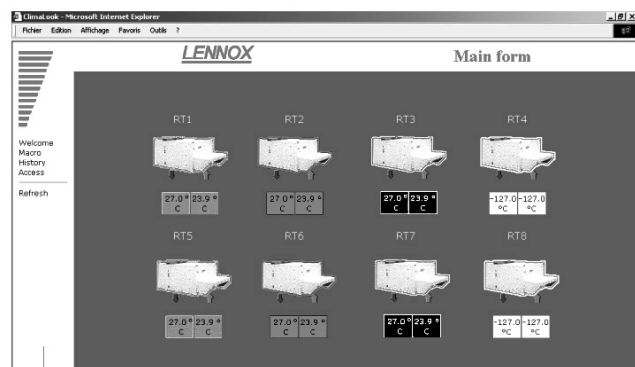 ClimaLook - Microsoft Internet Explorer
Fichier Edition Affichage Favoris Outils ?
LENNOX
Main form
Welcome
Macro
History
Access
Refresh
RT1 RT2 RT3 RT4
27.0 ° 23.9 ° 27.0 ° 23.9 ° 27.0 ° 23.9 ° -127.0 -127.0
C C C C C C °C °C
RT5 RT6 RT7 RT8
27.0 ° 23.9 ° 27.0 ° 23.9 ° 27.0 ° 23.9 ° -127.0 -127.0
C C C C C C °C °C